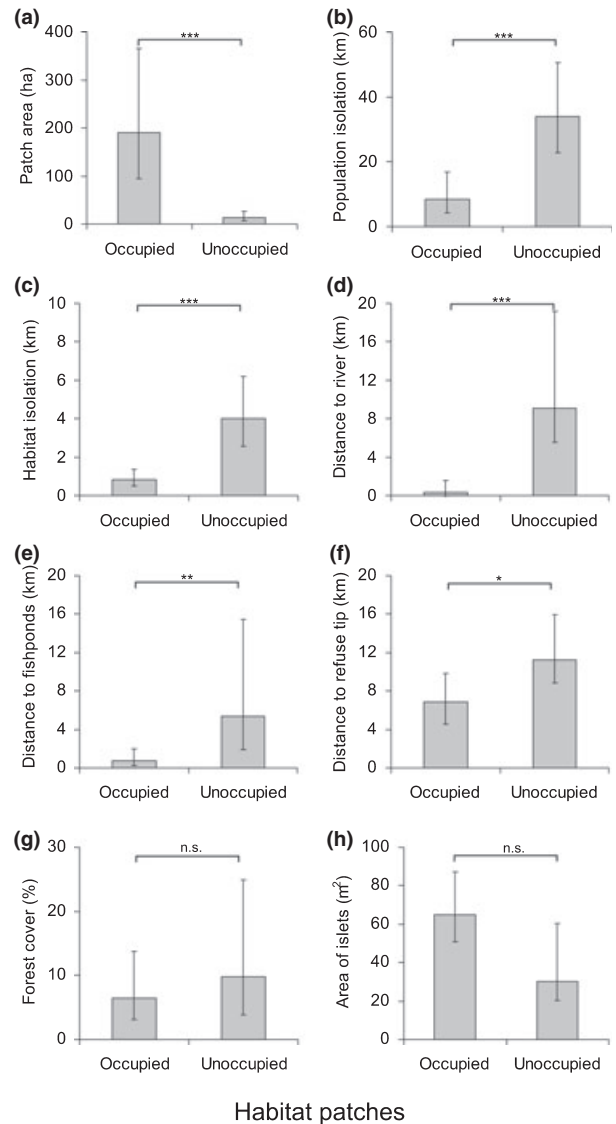 (a)
Patch area (ha)
400
300
200
100
0
***
Occupied Unoccupied
(b)
Population isolation (km)
60
40
20
0
***
Occupied Unoccupied
(c)
Habitat isolation (km)
10
8
6
4
2
0
***
Occupied Unoccupied
(d)
Distance to river (km)
20
16
12
8
4
0
***
Occupied Unoccupied
(e)
Distance to fishponds (km)
20
16
12
8
4
0
**
Occupied Unoccupied
(f)
Distance to refuse tip (km)
20
16
12
8
4
0
*
Occupied Unoccupied
(g)
Forest cover (%)
30
20
10
0
n.s.
Occupied Unoccupied
(h)
Area of islets (m²)
100
80
60
40
20
0
n.s.
Occupied Unoccupied
Habitat patches